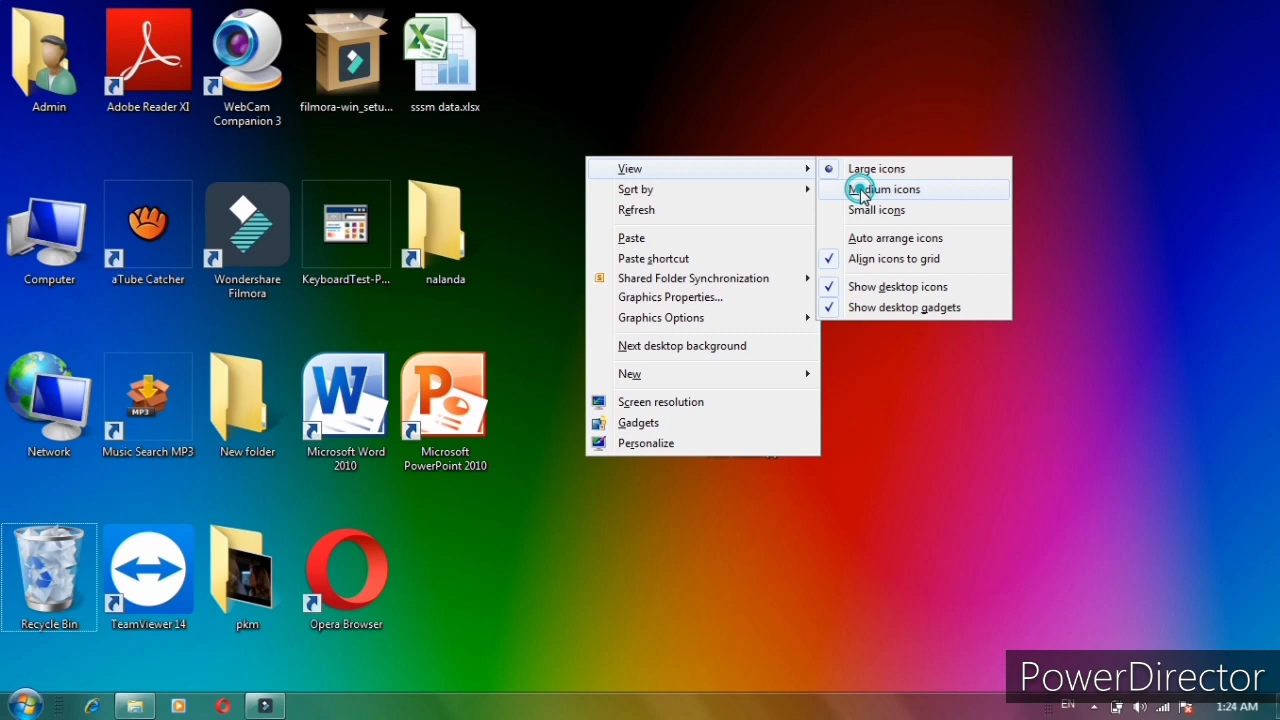 Admin
Adobe Reader XI
WebCam
Companion 3
filmora-win_setu...
sssm data.xlsx
Computer
aTube Catcher
Wondershare
Filmora
KeyboardTest-P...
nalanda
Network
MP3
Music Search MP3
New folder
Microsoft Word
2010
Microsoft
PowerPoint 2010
Recycle Bin
TeamViewer 14
pkm
Opera Browser
View
Sort by
Refresh
Paste
Paste shortcut
Shared Folder Synchronization
Graphics Properties...
Graphics Options
Next desktop background
New
Screen resolution
Gadgets
Personalize
Large icons
Medium icons
Small icons
Auto arrange icons
Align icons to grid
Show desktop icons
Show desktop gadgets
PowerDirector
EN
1:24 AM